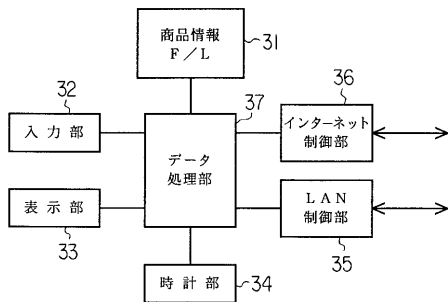 商品情報
F／L
31
32
入力部
37
データ
処理部
36
インターネット
制御部
表示部
33
LAN
制御部
35
時計部
34